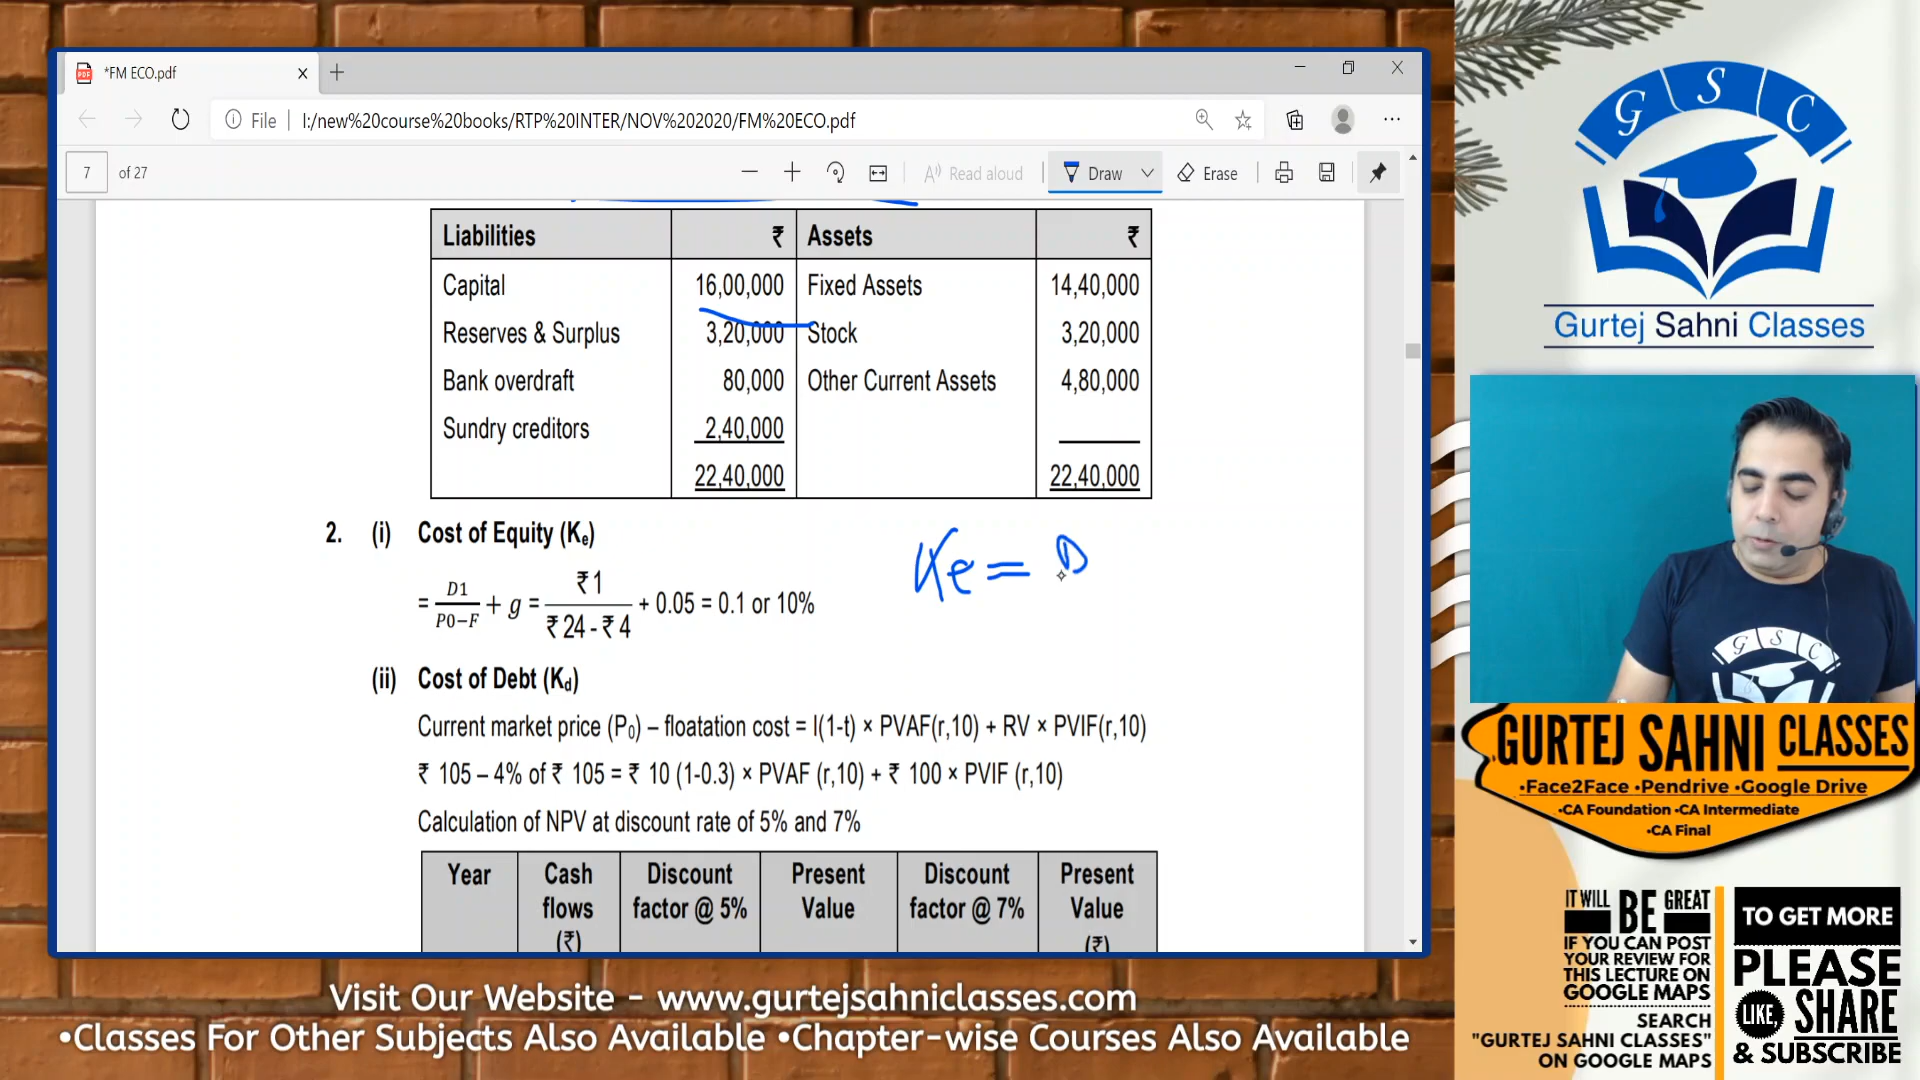 *FM ECO.pdf
File I:/new%20course%20books/RTP%20INTER/NOV%202020/FM%20ECO.pdf
7 of 27 Read aloud Draw Erase
Liabilities ₹ Assets ₹
Capital 16,00,000 Fixed Assets 14,40,000
Reserves & Surplus 3,20,000 Stock 3,20,000
Bank overdraft 80,000 Other Current Assets 4,80,000
Sundry creditors 2,40,000
22,40,000 22,40,000
2. (i) Cost of Equity (Ke)
Ke = D
= D1/P0−F + g = ₹ 1/₹ 24 - ₹ 4 + 0.05 = 0.1 or 10%
(ii) Cost of Debt (Kd)
Current market price (P0) – floatation cost = I(1-t) × PVAF(r,10) + RV × PVIF(r,10)
₹ 105 – 4% of ₹ 105 = ₹ 10 (1-0.3) × PVAF (r,10) + ₹ 100 × PVIF (r,10)
Calculation of NPV at discount rate of 5% and 7%
Year Cash Discount Present Discount Present
flows factor @ 5% Value factor @ 7% Value
(₹) (₹)
G S C
Gurtej Sahni Classes
G S C
GURTEJ SAHNI CLASSES
•Face2Face •Pendrive •Google Drive
•CA Foundation •CA Intermediate
•CA Final
IT WILL BE GREAT
IF YOU CAN POST
YOUR REVIEW FOR
THIS LECTURE ON
GOOGLE MAPS
SEARCH
"GURTEJ SAHNI CLASSES"
ON GOOGLE MAPS
TO GET MORE
PLEASE
LIKE, SHARE
& SUBSCRIBE
Visit Our Website - www.gurtejsahniclasses.com
•Classes For Other Subjects Also Available •Chapter-wise Courses Also Available